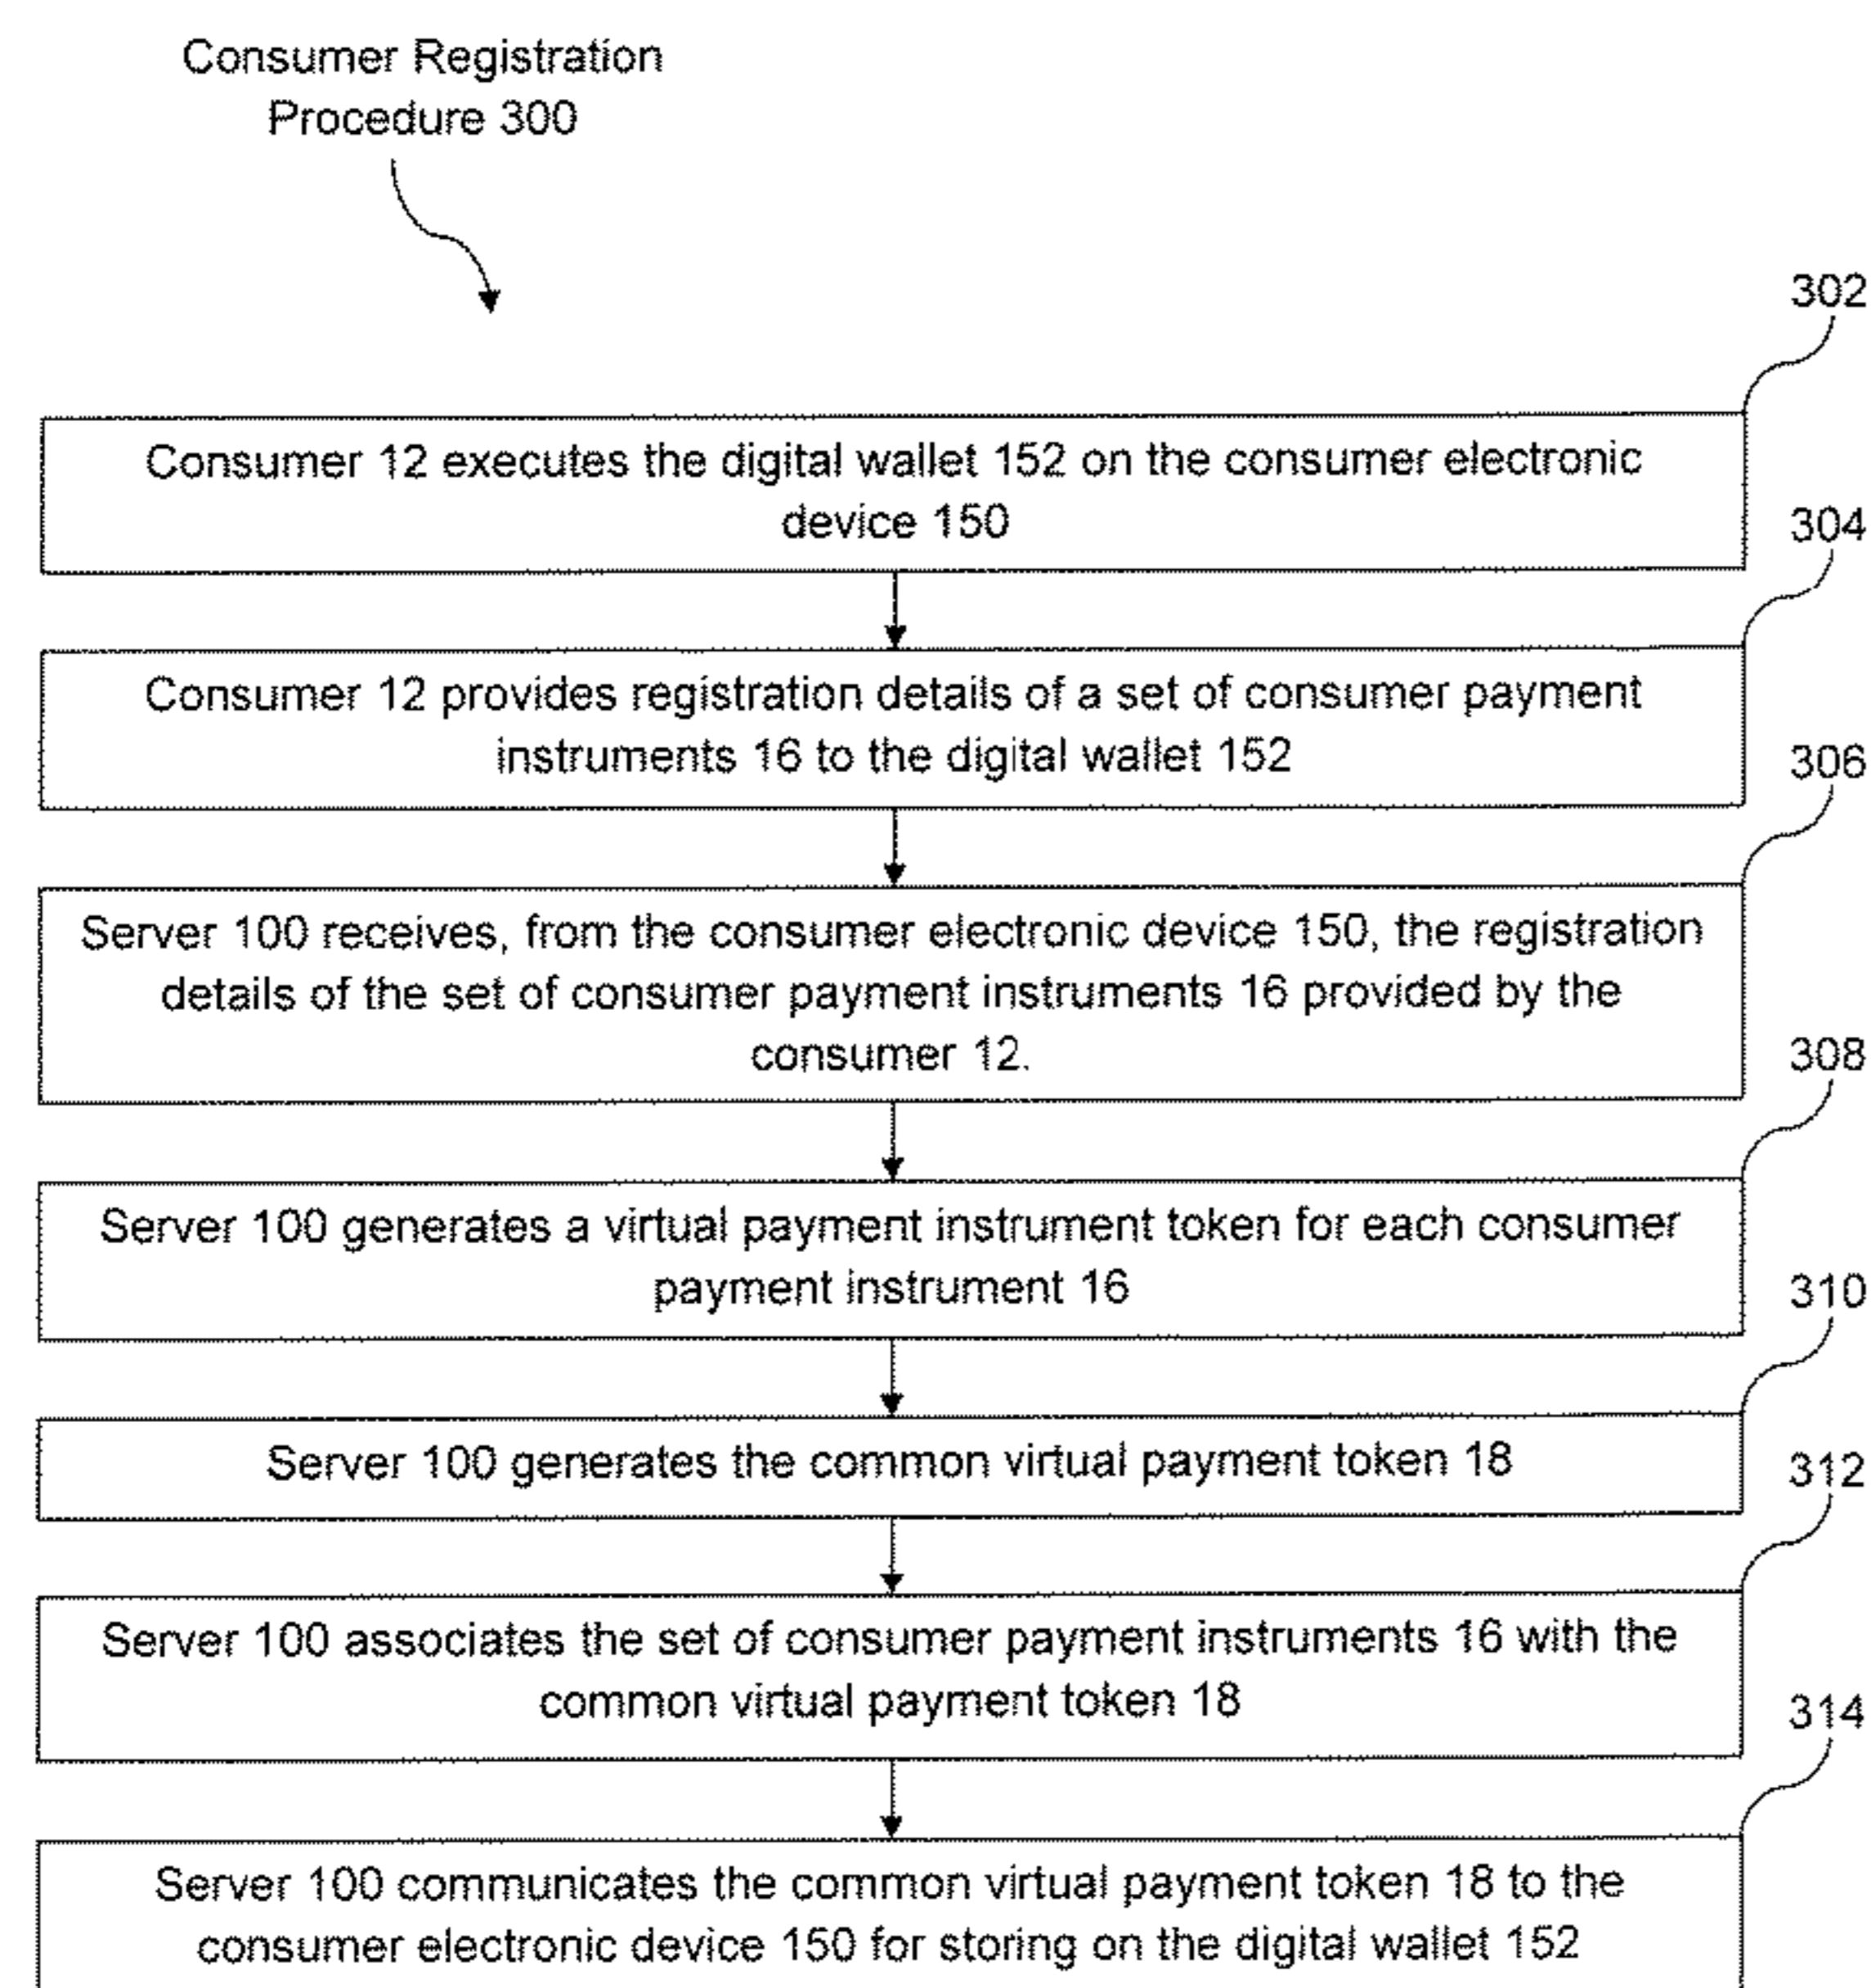 Consumer Registration
Procedure 300
302
Consumer 12 executes the digital wallet 152 on the consumer electronic
device 150
304
Consumer 12 provides registration details of a set of consumer payment
instruments 16 to the digital wallet 152
306
Server 100 receives, from the consumer electronic device 150, the registration
details of the set of consumer payment instruments 16 provided by the
consumer 12.
308
Server 100 generates a virtual payment instrument token for each consumer
payment instrument 16
310
Server 100 generates the common virtual payment token 18
312
Server 100 associates the set of consumer payment instruments 16 with the
common virtual payment token 18
314
Server 100 communicates the common virtual payment token 18 to the
consumer electronic device 150 for storing on the digital wallet 152